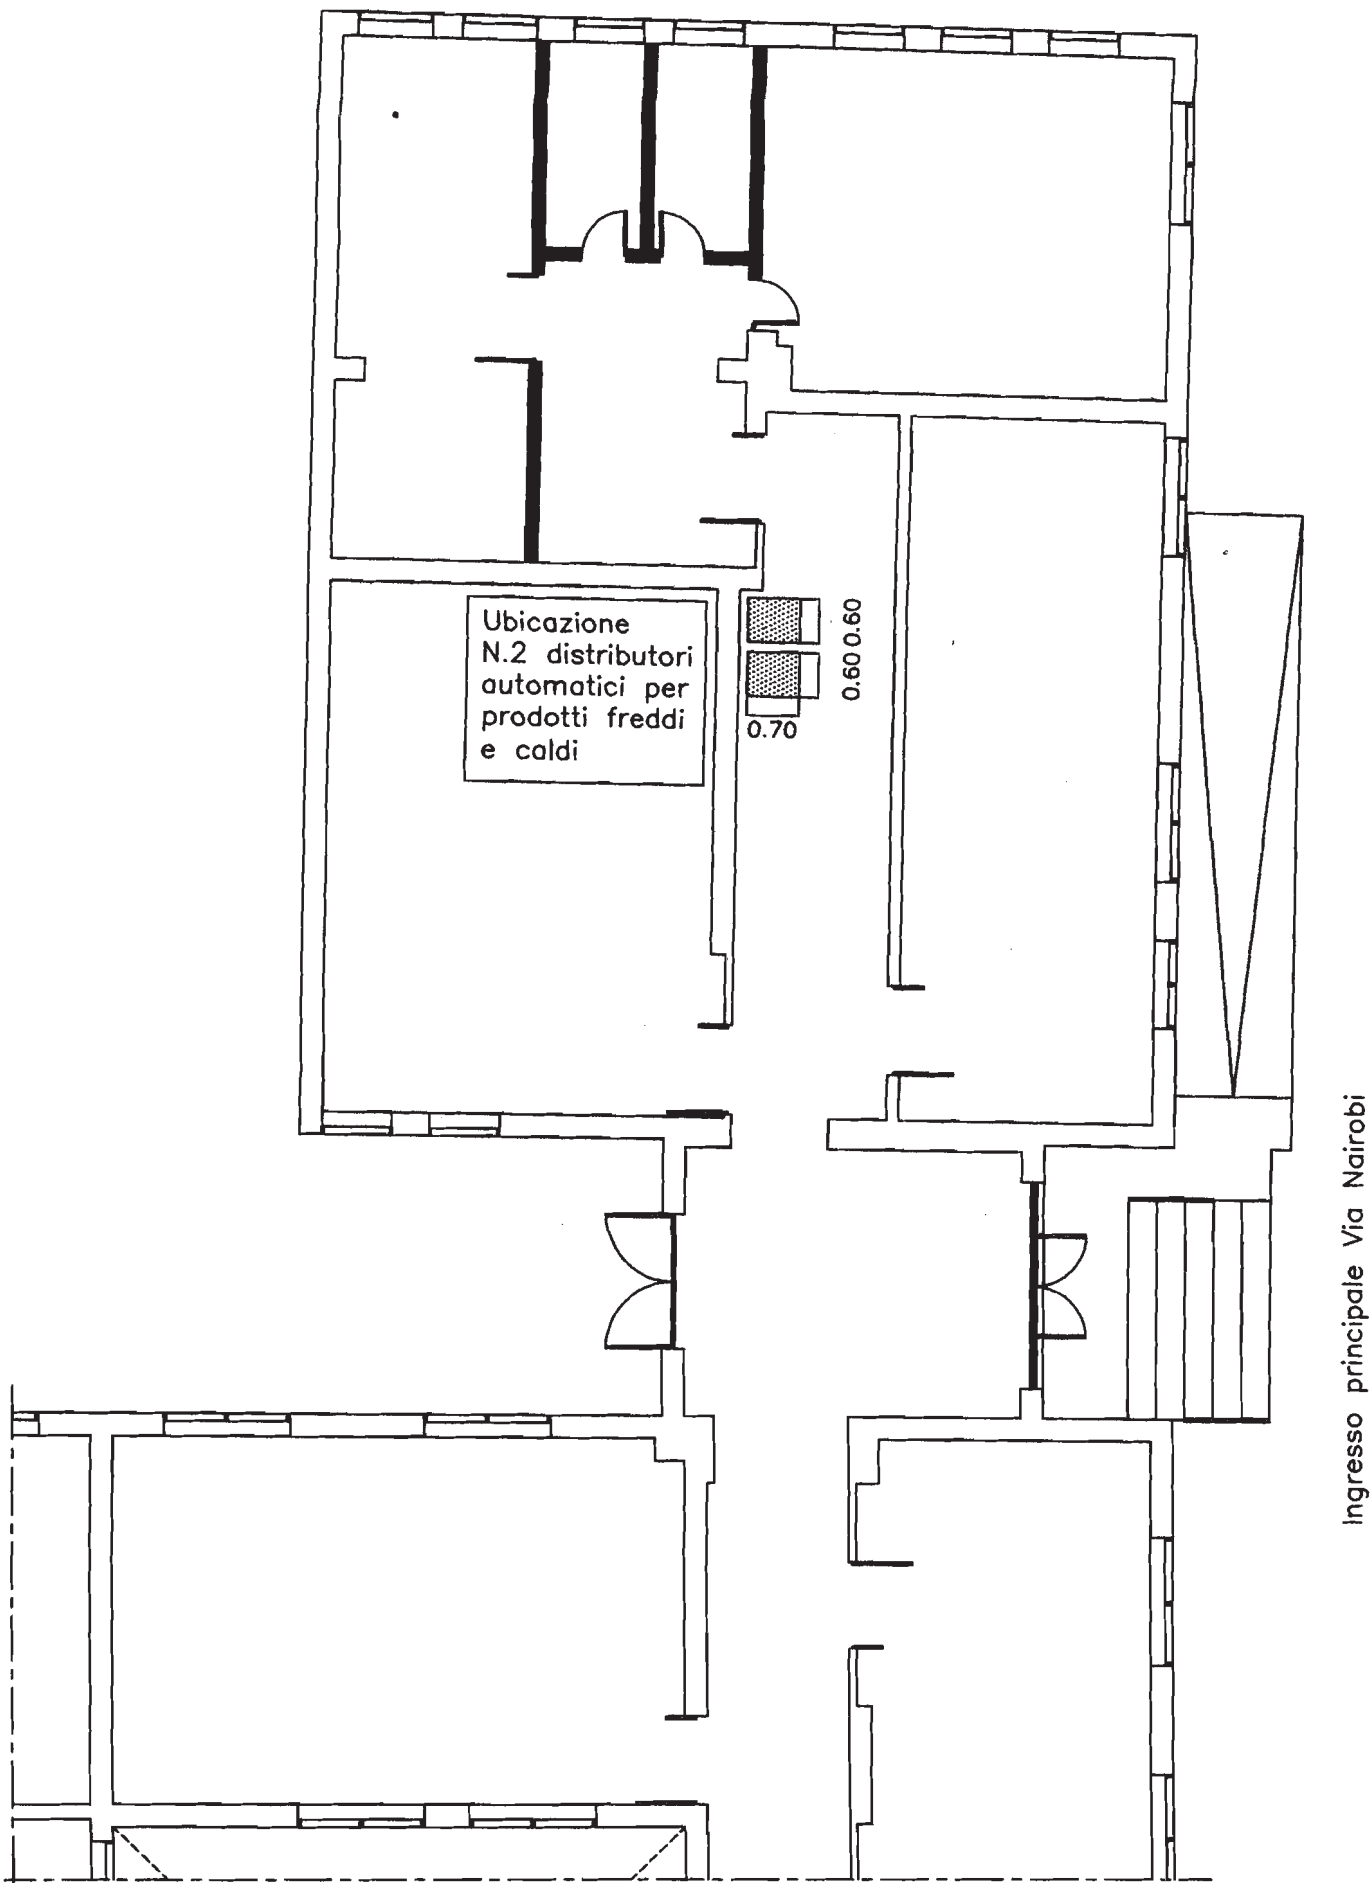 Ubicazione
N.2 distributori
automatici per
prodotti freddi
e caldi
0.60 0.60
0.70
Ingresso principale Via Nairobi